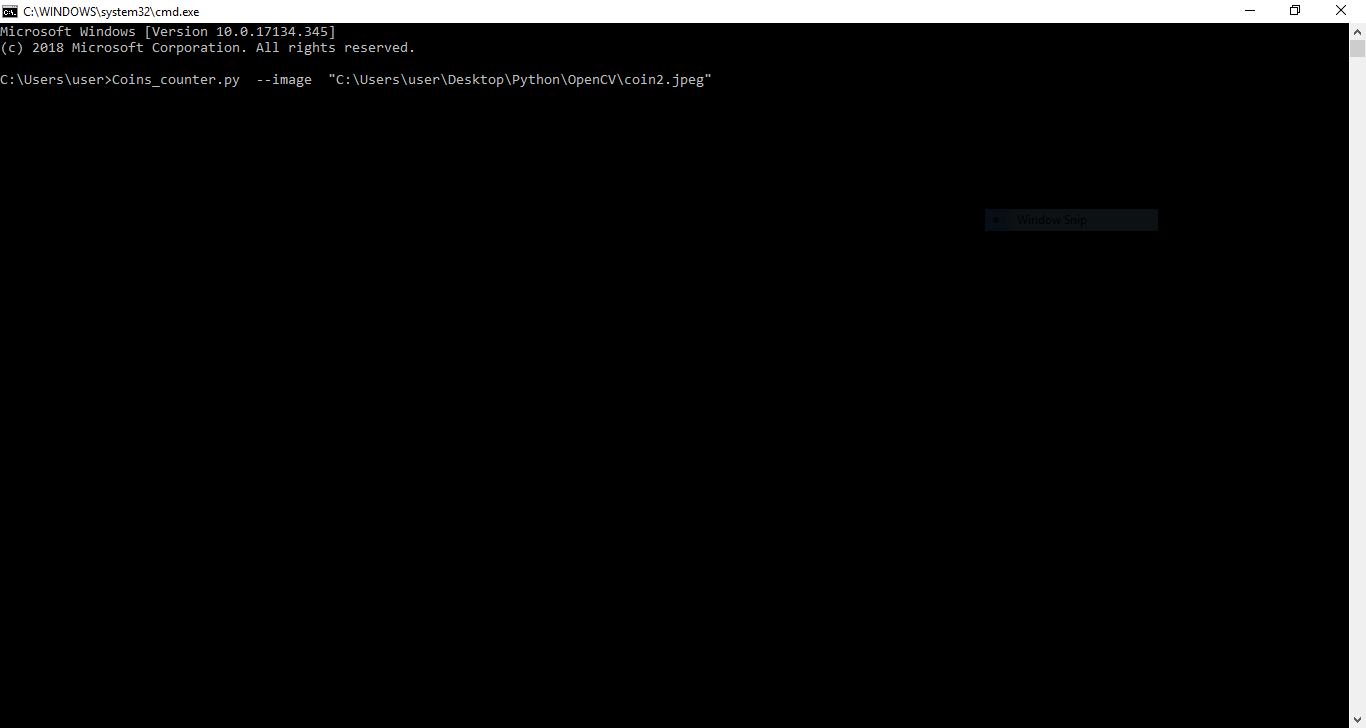 C:\WINDOWS\system32\cmd.exe
Microsoft Windows [Version 10.0.17134.345]
(c) 2018 Microsoft Corporation. All rights reserved.
C:\Users\user>Coins_counter.py  --image  "C:\Users\user\Desktop\Python\OpenCV\coin2.jpeg"
Window Snip